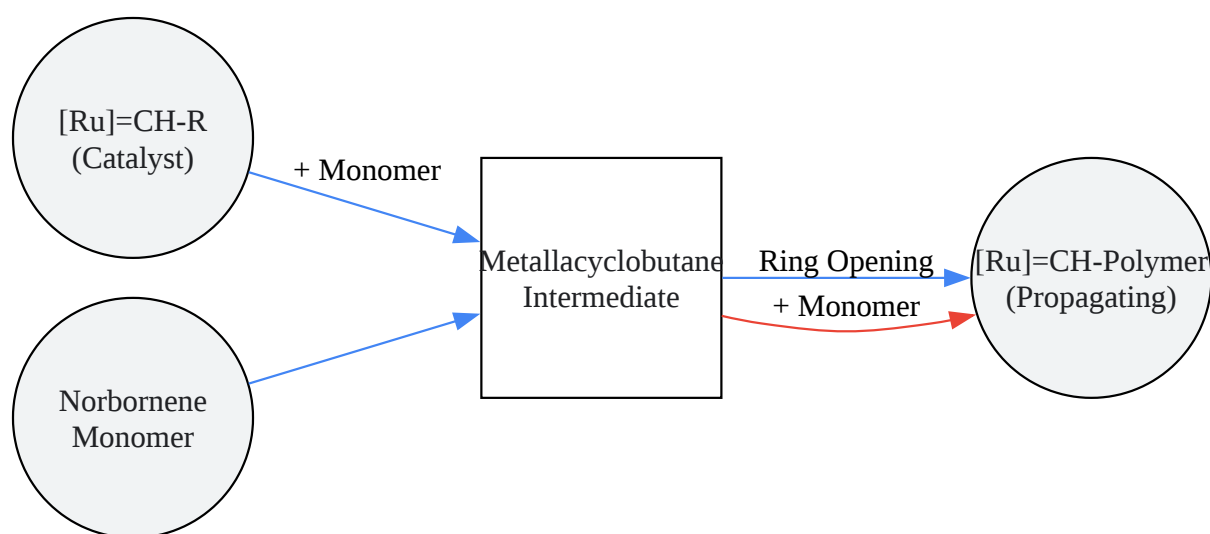 [Ru]=CH-R
(Catalyst)
+ Monomer
Norbornene
Monomer
Metallacyclobutane
Intermediate
Ring Opening
+ Monomer
[Ru]=CH-Polymer
(Propagating)